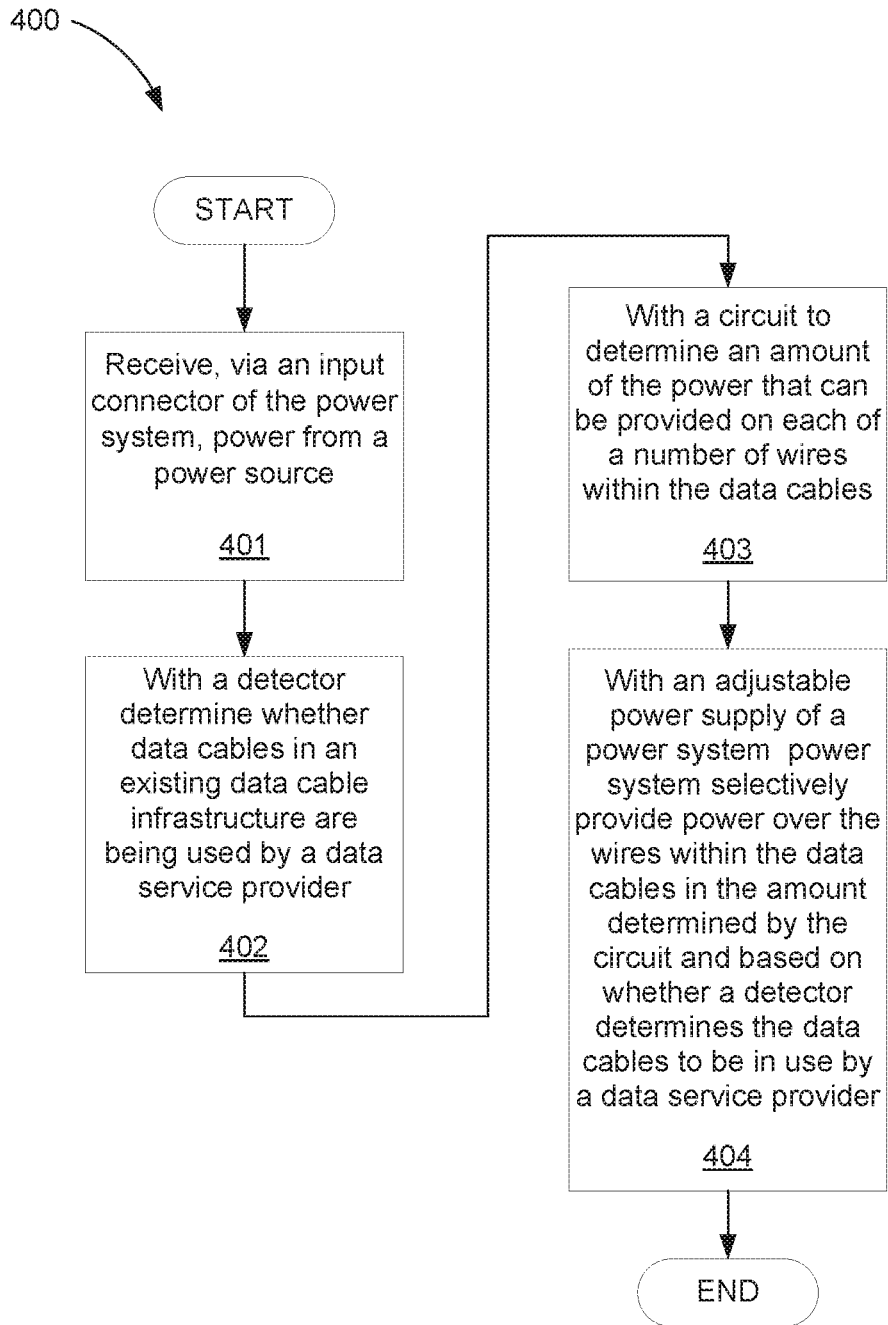 400
START
Receive, via an input
connector of the power
system, power from a
power source
401
With a detector
determine whether
data cables in an
existing data cable
infrastructure are
being used by a data
service provider
402
With a circuit to
determine an amount
of the power that can
be provided on each of
a number of wires
within the data cables
403
With an adjustable
power supply of a
power system power
system selectively
provide power over the
wires within the data
cables in the amount
determined by the
circuit and based on
whether a detector
determines the data
cables to be in use by
a data service provider
404
END